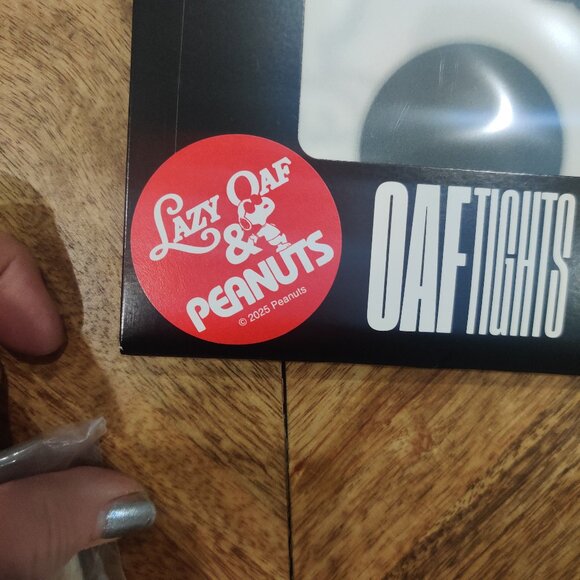 LAZY OAF
&
PEANUTS
© 2025 Peanuts
OAF TIGHTS